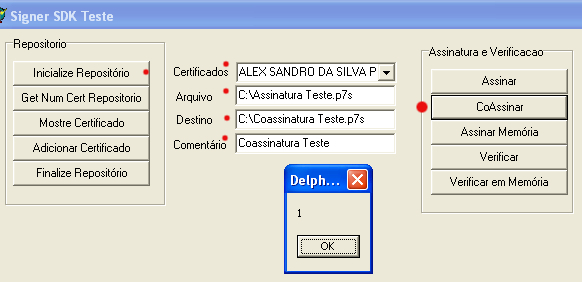 Signer SDK Teste
Repositorio
Inicialize Repositório
Get Num Cert Repositorio
Mostre Certificado
Adicionar Certificado
Finalize Repositório
Certificados ALEX SANDRO DA SILVA P
Arquivo C:\Assinatura Teste.p7s
Destino C:\Coassinatura Teste.p7s
Comentário Coassinatura Teste
Delph...
1
OK
Assinatura e Verificacao
Assinar
CoAssinar
Assinar Memória
Verificar
Verificar em Memória